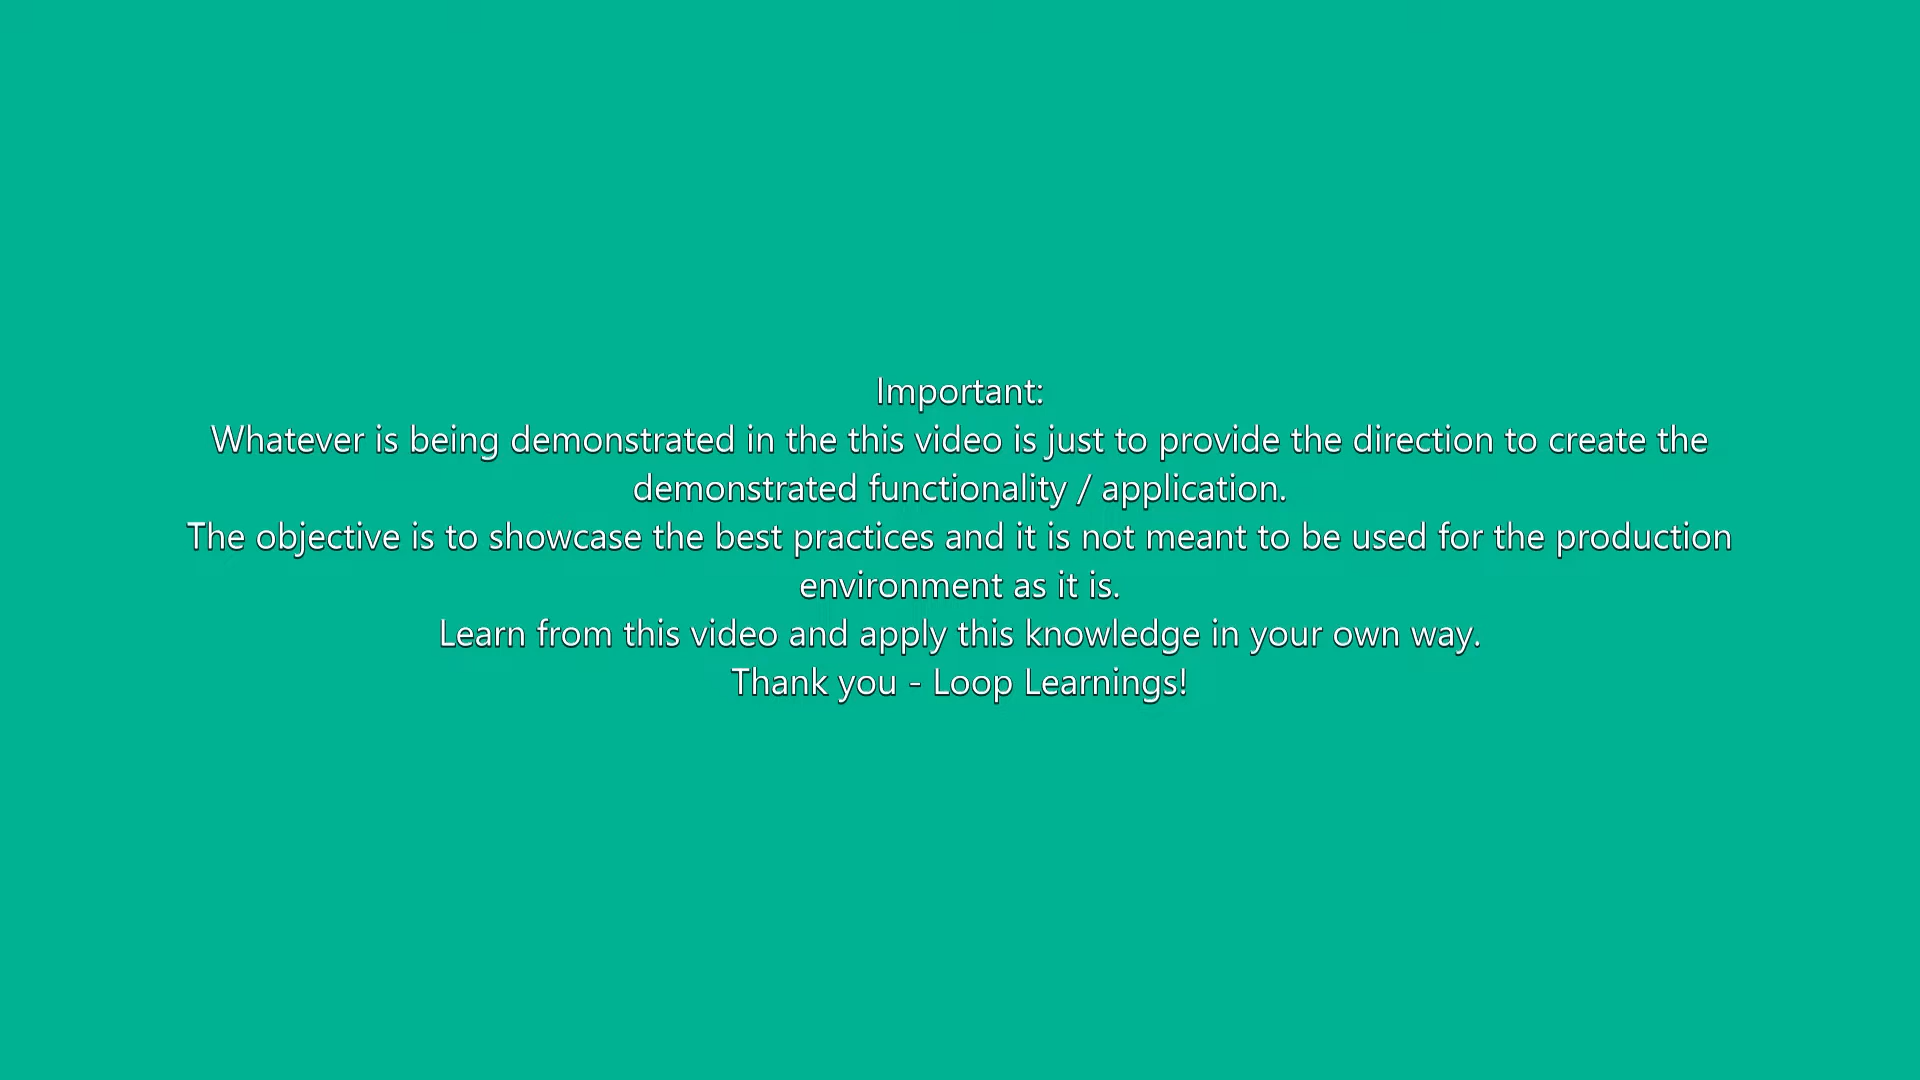 Important:
Whatever is being demonstrated in the this video is just to provide the direction to create the
demonstrated functionality / application.
The objective is to showcase the best practices and it is not meant to be used for the production
environment as it is.
Learn from this video and apply this knowledge in your own way.
Thank you - Loop Learnings!